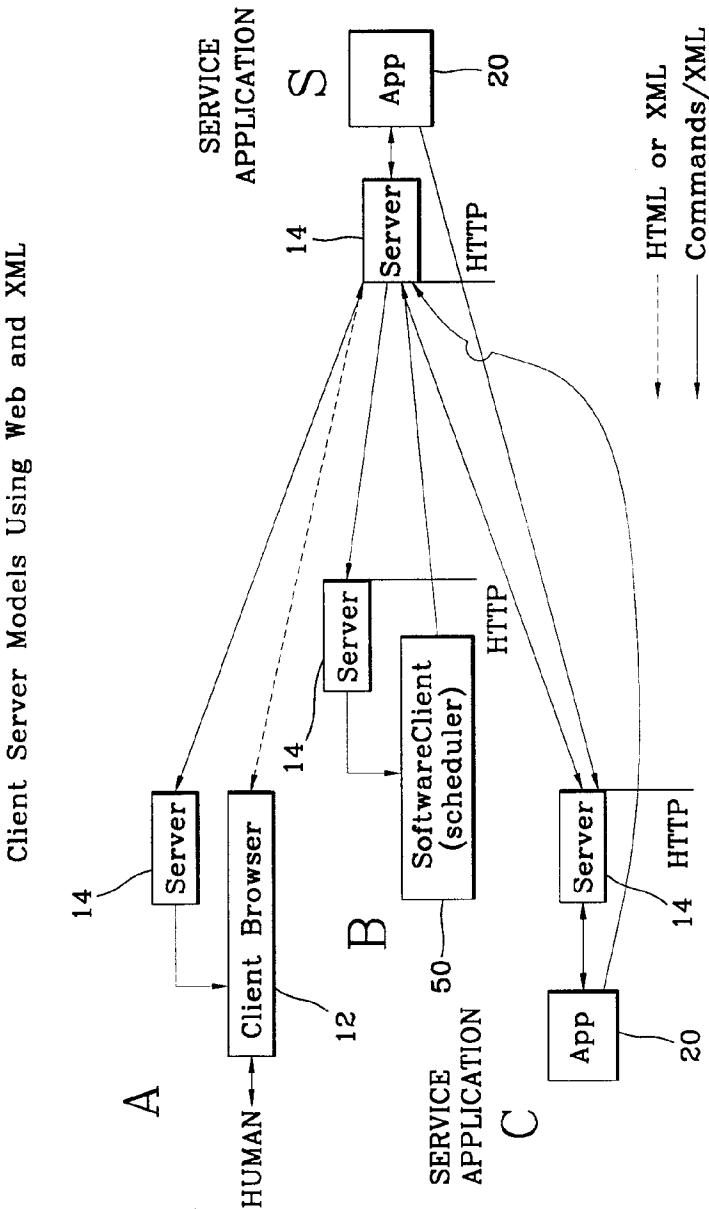 Client Server Models Using Web and XML
A
14
Server
HUMAN
Client Browser
12
14
Server
B
SoftwareClient
(scheduler)
50
HTTP
SERVICE
APPLICATION
C
App
20
Server
14
HTTP
SERVICE
APPLICATION
S
14
Server
App
20
HTTP
HTML or XML
Commands/XML